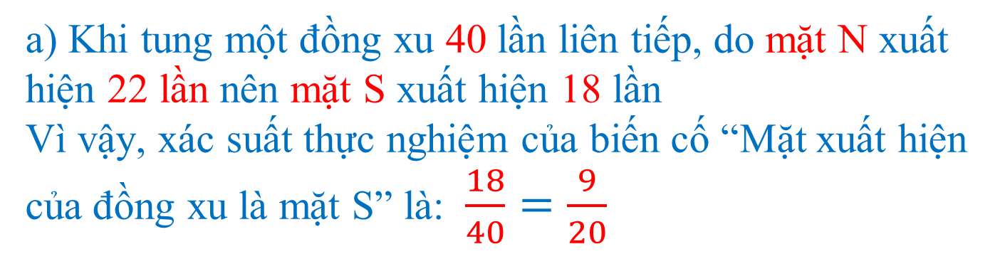 a) Khi tung một đồng xu 40 lần liên tiếp, do mặt N xuất
hiện 22 lần nên mặt S xuất hiện 18 lần
Vì vậy, xác suất thực nghiệm của biến cố “Mặt xuất hiện
của đồng xu là mặt S” là: 18/40 = 9/20